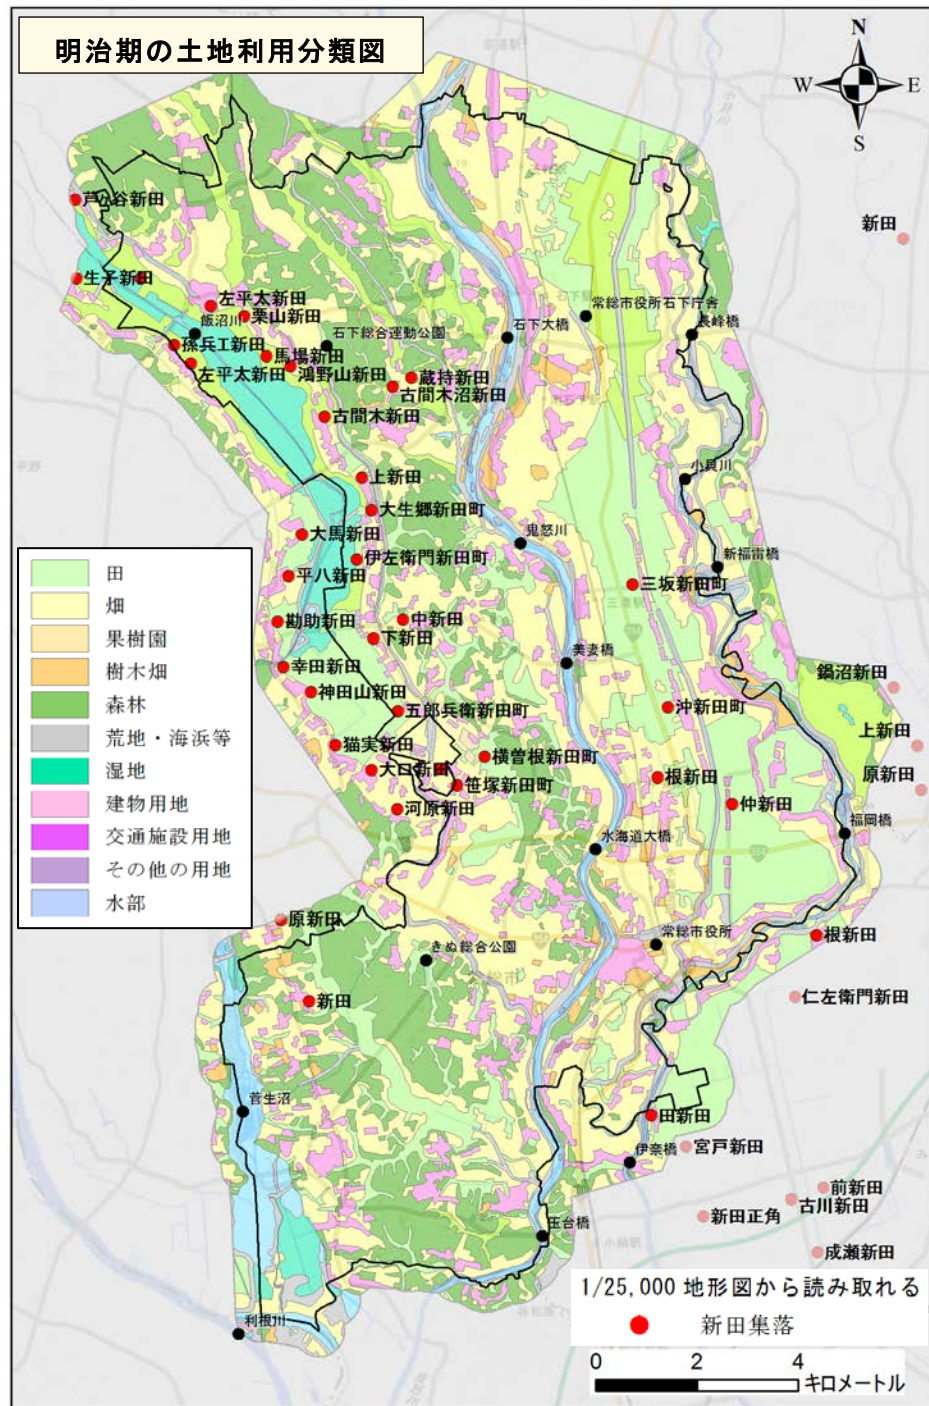 明治期の土地利用分類図
N
W
E
S
新田
芦ヶ谷新田
生子新田
左平太新田
栗山新田
常総市役所石下庁舎
飯沼川
石下総合運動公園
石下大橋
長峰橋
孫兵工新田
馬場新田
左平太新田
鴻野山新田
蔵持新田
古間木沼新田
古間木新田
上新田
小貝川
大生郷新田町
大馬新田
鬼怒川
伊左衛門新田町
新福雷橋
平八新田
三坂新田町
勘助新田
中新田
下新田
美妻橋
幸田新田
神田山新田
鍋沼新田
五郎兵衛新田町
沖新田町
猫実新田
上新田
横曽根新田町
大口新田
根新田
原新田
笹塚新田町
河原新田
仲新田
水海道大橋
福岡橋
原新田
常総市役所
根新田
きぬ総合公園
新田
仁左衛門新田
菅生沼
田新田
伊奈橋
宮戸新田
前新田
古川新田
新田正角
玉台橋
成瀬新田
利根川
田
畑
果樹園
樹木畑
森林
荒地・海浜等
湿地
建物用地
交通施設用地
その他の用地
水部
1/25,000 地形図から読み取れる
新田集落
0 2 4
キロメートル